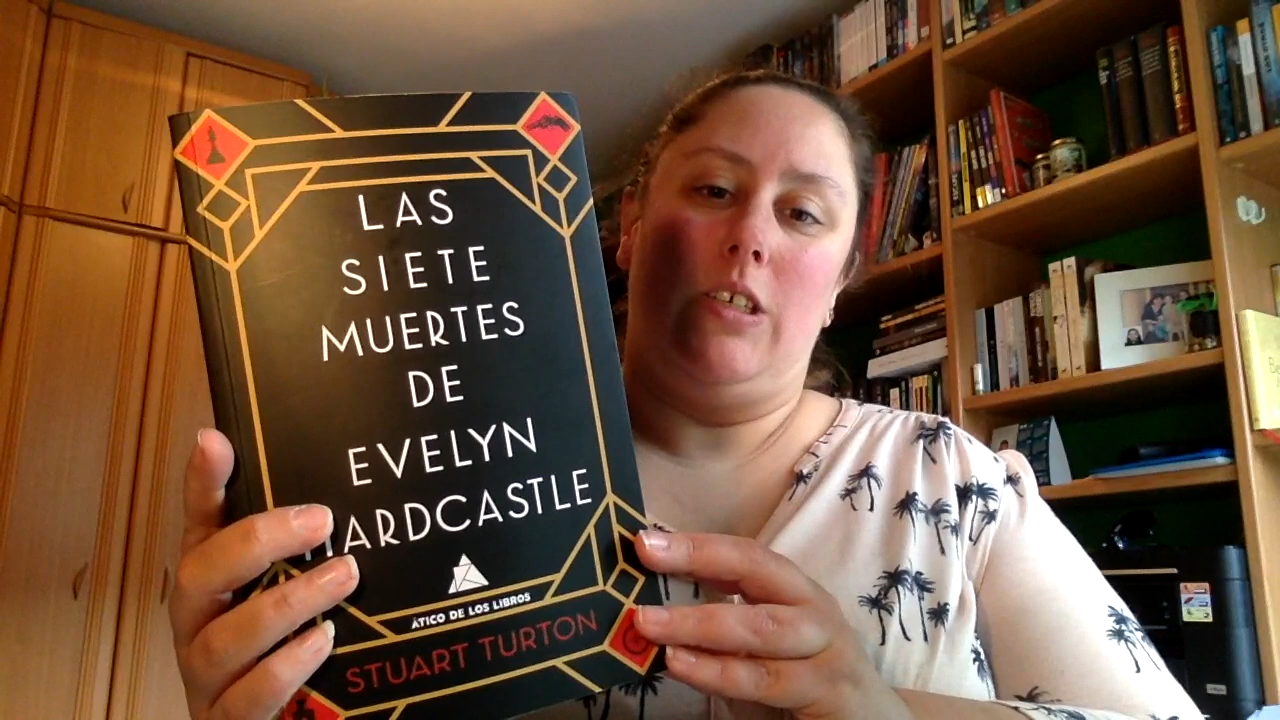 LAS
SIETE
MUERTES
DE
EVELYN
HARDCASTLE
ÁTICO DE LOS LIBROS
STUART TURTON